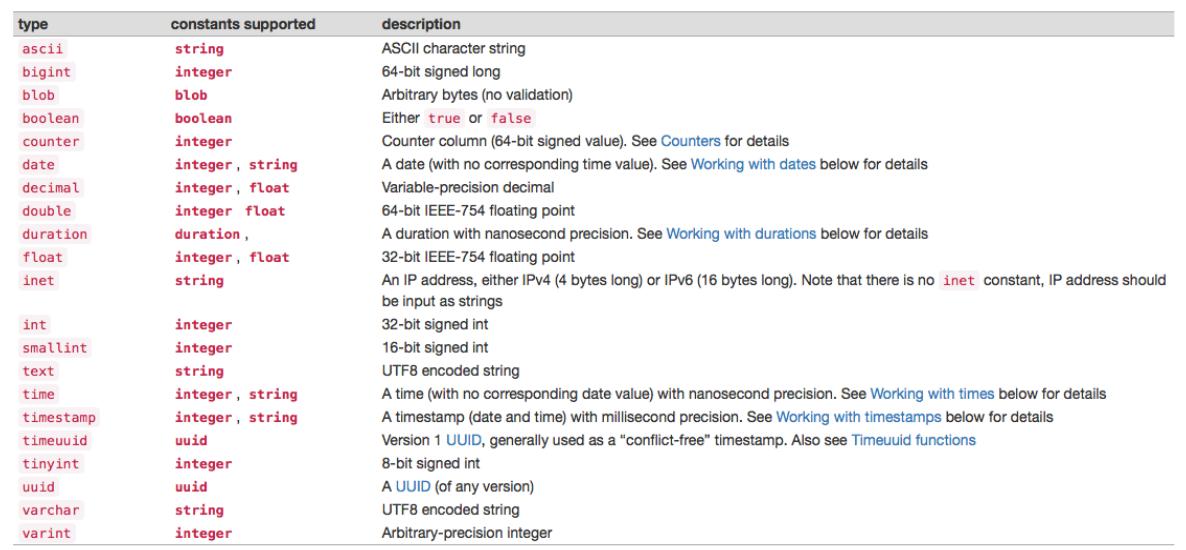 type constants supported description
ascii string ASCII character string
bigint integer 64-bit signed long
blob blob Arbitrary bytes (no validation)
boolean boolean Either true or false
counter integer Counter column (64-bit signed value). See Counters for details
date integer, string A date (with no corresponding time value). See Working with dates below for details
decimal integer, float Variable-precision decimal
double integer float 64-bit IEEE-754 floating point
duration duration, A duration with nanosecond precision. See Working with durations below for details
float integer, float 32-bit IEEE-754 floating point
inet string An IP address, either IPv4 (4 bytes long) or IPv6 (16 bytes long). Note that there is no inet constant, IP address should
be input as strings
int integer 32-bit signed int
smallint integer 16-bit signed int
text string UTF8 encoded string
time integer, string A time (with no corresponding date value) with nanosecond precision. See Working with times below for details
timestamp integer, string A timestamp (date and time) with millisecond precision. See Working with timestamps below for details
timeuuid uuid Version 1 UUID, generally used as a “conflict-free” timestamp. Also see Timeuuid functions
tinyint integer 8-bit signed int
uuid uuid A UUID (of any version)
varchar string UTF8 encoded string
varint integer Arbitrary-precision integer